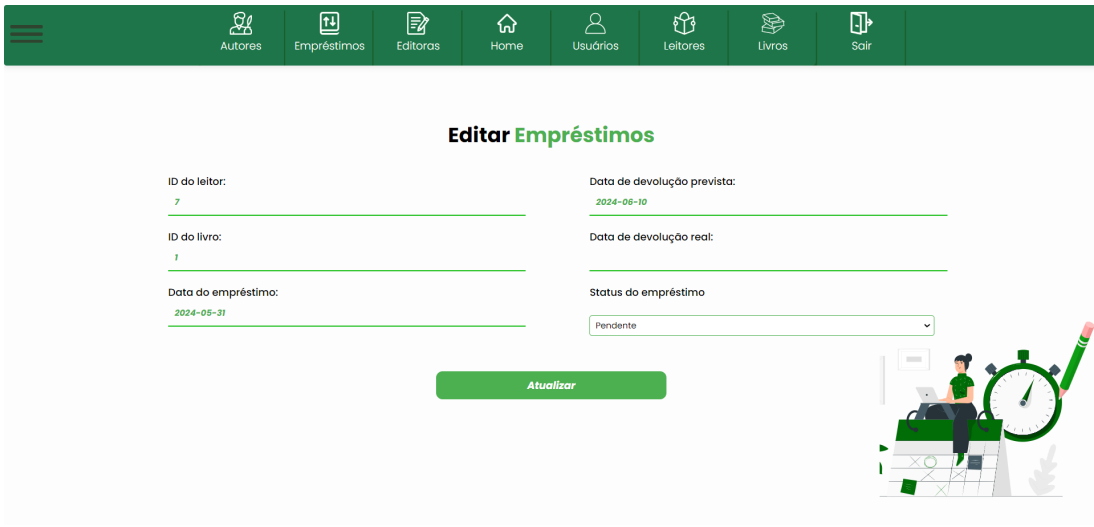 Autores
Empréstimos
Editoras
Home
Usuários
Leitores
Livros
Sair
Editar Empréstimos
ID do leitor:
7
ID do livro:
1
Data do empréstimo:
2024-05-31
Data de devolução prevista:
2024-06-10
Data de devolução real:
Status do empréstimo
Pendente
Atualizar